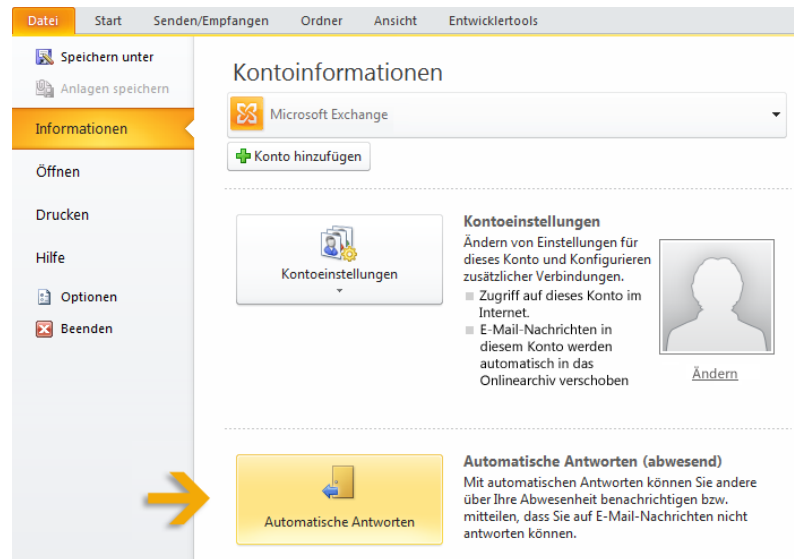 Datei Start Senden/Empfangen Ordner Ansicht Entwicklertools
Speichern unter
Anlagen speichern
Informationen
Öffnen
Drucken
Hilfe
Optionen
Beenden
Kontoinformationen
Microsoft Exchange
Konto hinzufügen
Kontoeinstellungen
Kontoeinstellungen
Ändern von Einstellungen für
dieses Konto und Konfigurieren
zusätzlicher Verbindungen.
Zugriff auf dieses Konto im
Internet.
E-Mail-Nachrichten in
diesem Konto werden
automatisch in das
Onlinearchiv verschoben
Ändern
Automatische Antworten
Automatische Antworten (abwesend)
Mit automatischen Antworten können Sie andere
über Ihre Abwesenheit benachrichtigen bzw.
mitteilen, dass Sie auf E-Mail-Nachrichten nicht
antworten können.